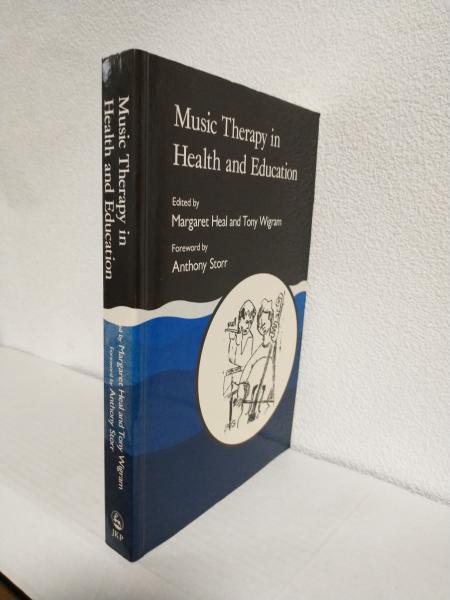 Music Therapy in
Health and Education
Edited by
Margaret Heal and Tony Wigram
Foreword by
Anthony Storr
Music Therapy in
Health and Education
by Margaret Heal and Tony Wigram
Foreword by Anthony Storr
JKP